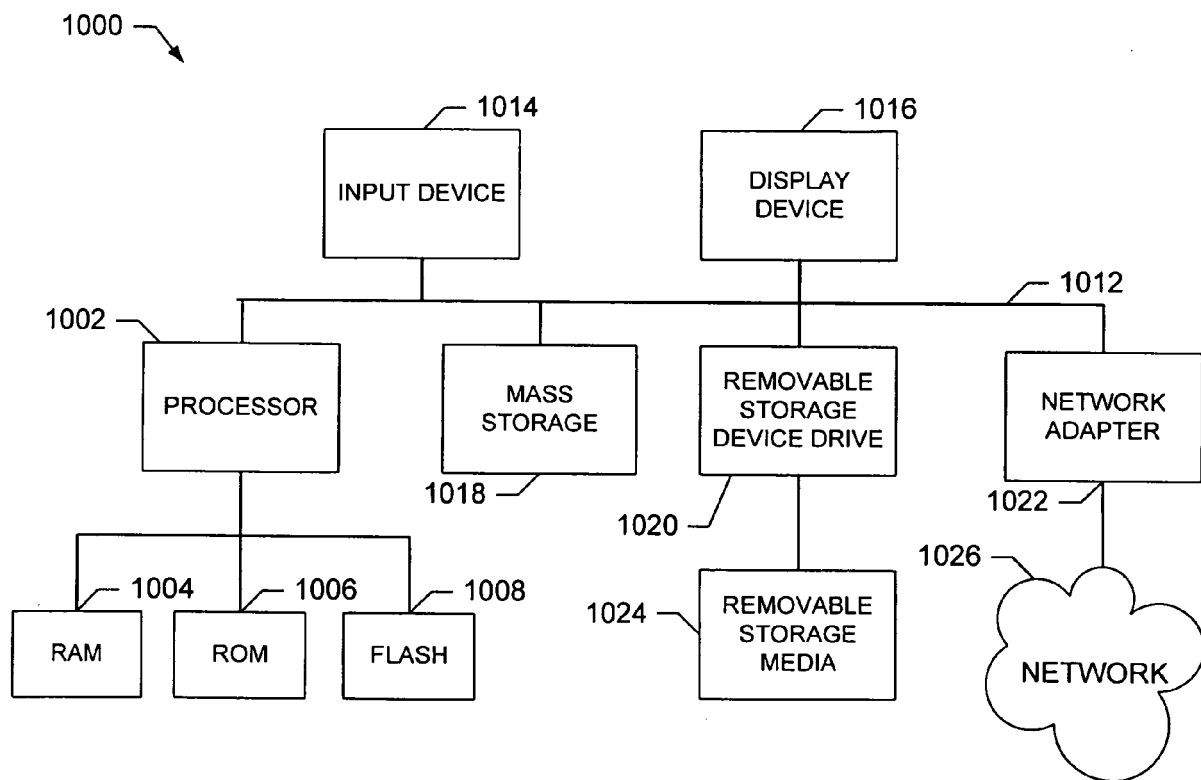 1000
1014
1016
INPUT DEVICE
DISPLAY
DEVICE
1012
1002
PROCESSOR
MASS
STORAGE
REMOVABLE
STORAGE
DEVICE DRIVE
NETWORK
ADAPTER
1018
1020
1022
1004
1006
1008
1024
1026
RAM
ROM
FLASH
REMOVABLE
STORAGE
MEDIA
NETWORK